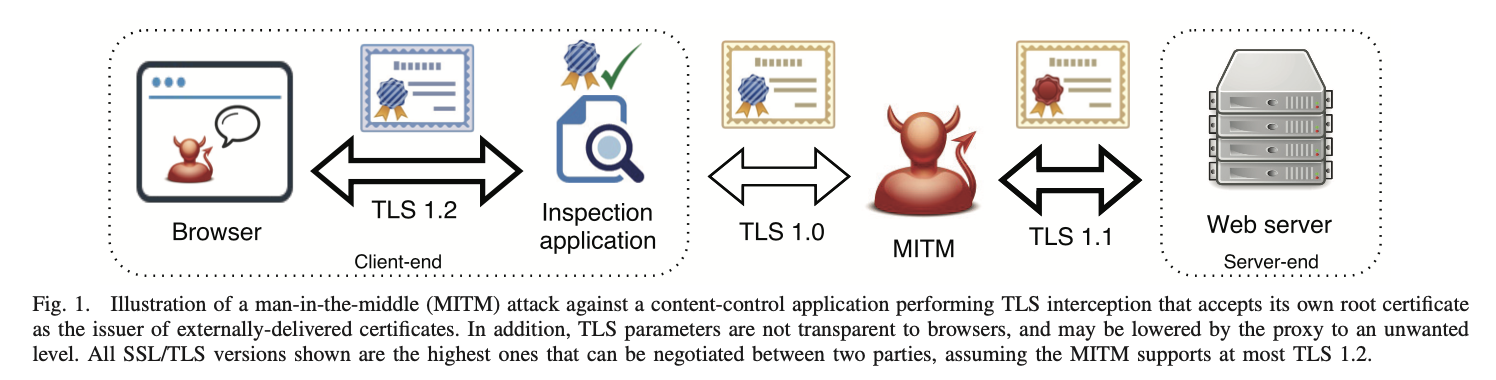 Browser
TLS 1.2
Inspection
application
Client-end
TLS 1.0
MITM
TLS 1.1
Web server
Server-end
Fig. 1. Illustration of a man-in-the-middle (MITM) attack against a content-control application performing TLS interception that accepts its own root certificate
as the issuer of externally-delivered certificates. In addition, TLS parameters are not transparent to browsers, and may be lowered by the proxy to an unwanted
level. All SSL/TLS versions shown are the highest ones that can be negotiated between two parties, assuming the MITM supports at most TLS 1.2.